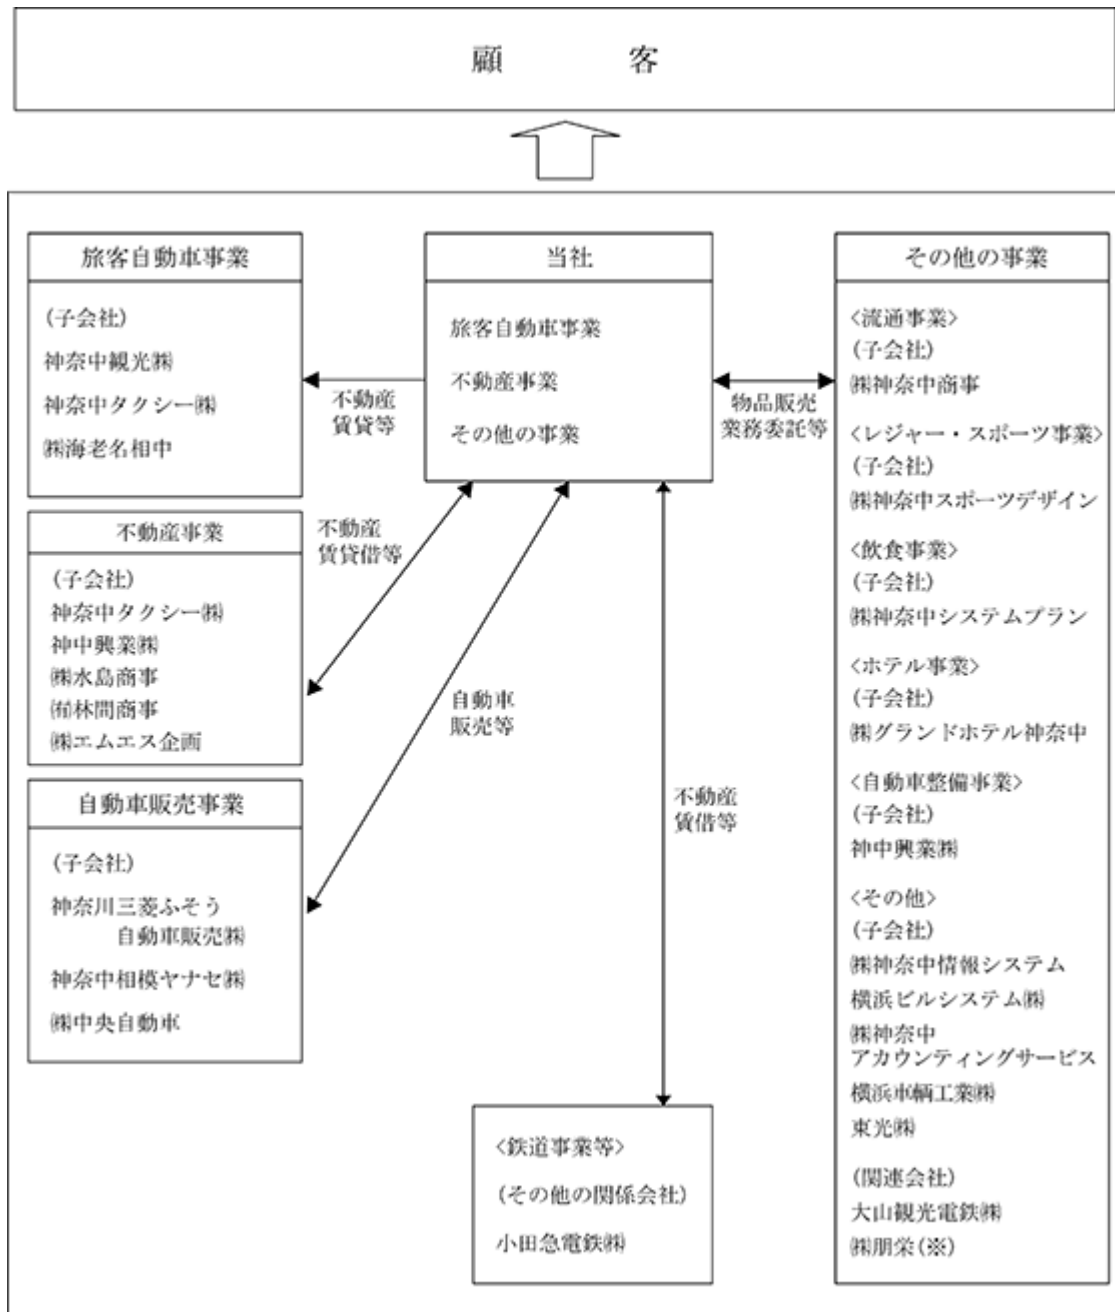 顧客
旅客自動車事業
(子会社)
神奈中観光㈱
神奈中タクシー㈱
㈱海老名相中
不動産事業
(子会社)
神奈中タクシー㈱
神中興業㈱
㈱水島商事
㈲林間商事
㈱エムエス企画
自動車販売事業
(子会社)
神奈川三菱ふそう
自動車販売㈱
神奈中相模ヤナセ㈱
㈱中央自動車
当社
旅客自動車事業
不動産事業
その他の事業
不動産
賃貸等
不動産
賃貸借等
自動車
販売等
物品販売
業務委託等
不動産
賃借等
<鉄道事業等>
(その他の関係会社)
小田急電鉄㈱
その他の事業
<流通事業>
(子会社)
㈱神奈中商事
<レジャー・スポーツ事業>
(子会社)
㈱神奈中スポーツデザイン
<飲食事業>
(子会社)
㈱神奈中システムプラン
<ホテル事業>
(子会社)
㈱グランドホテル神奈中
<自動車整備事業>
(子会社)
神中興業㈱
<その他>
(子会社)
㈱神奈中情報システム
横浜ビルシステム㈱
㈱神奈中
アカウンティングサービス
横浜車輌工業㈱
東光㈱
(関連会社)
大山観光電鉄㈱
㈱朋栄(※)